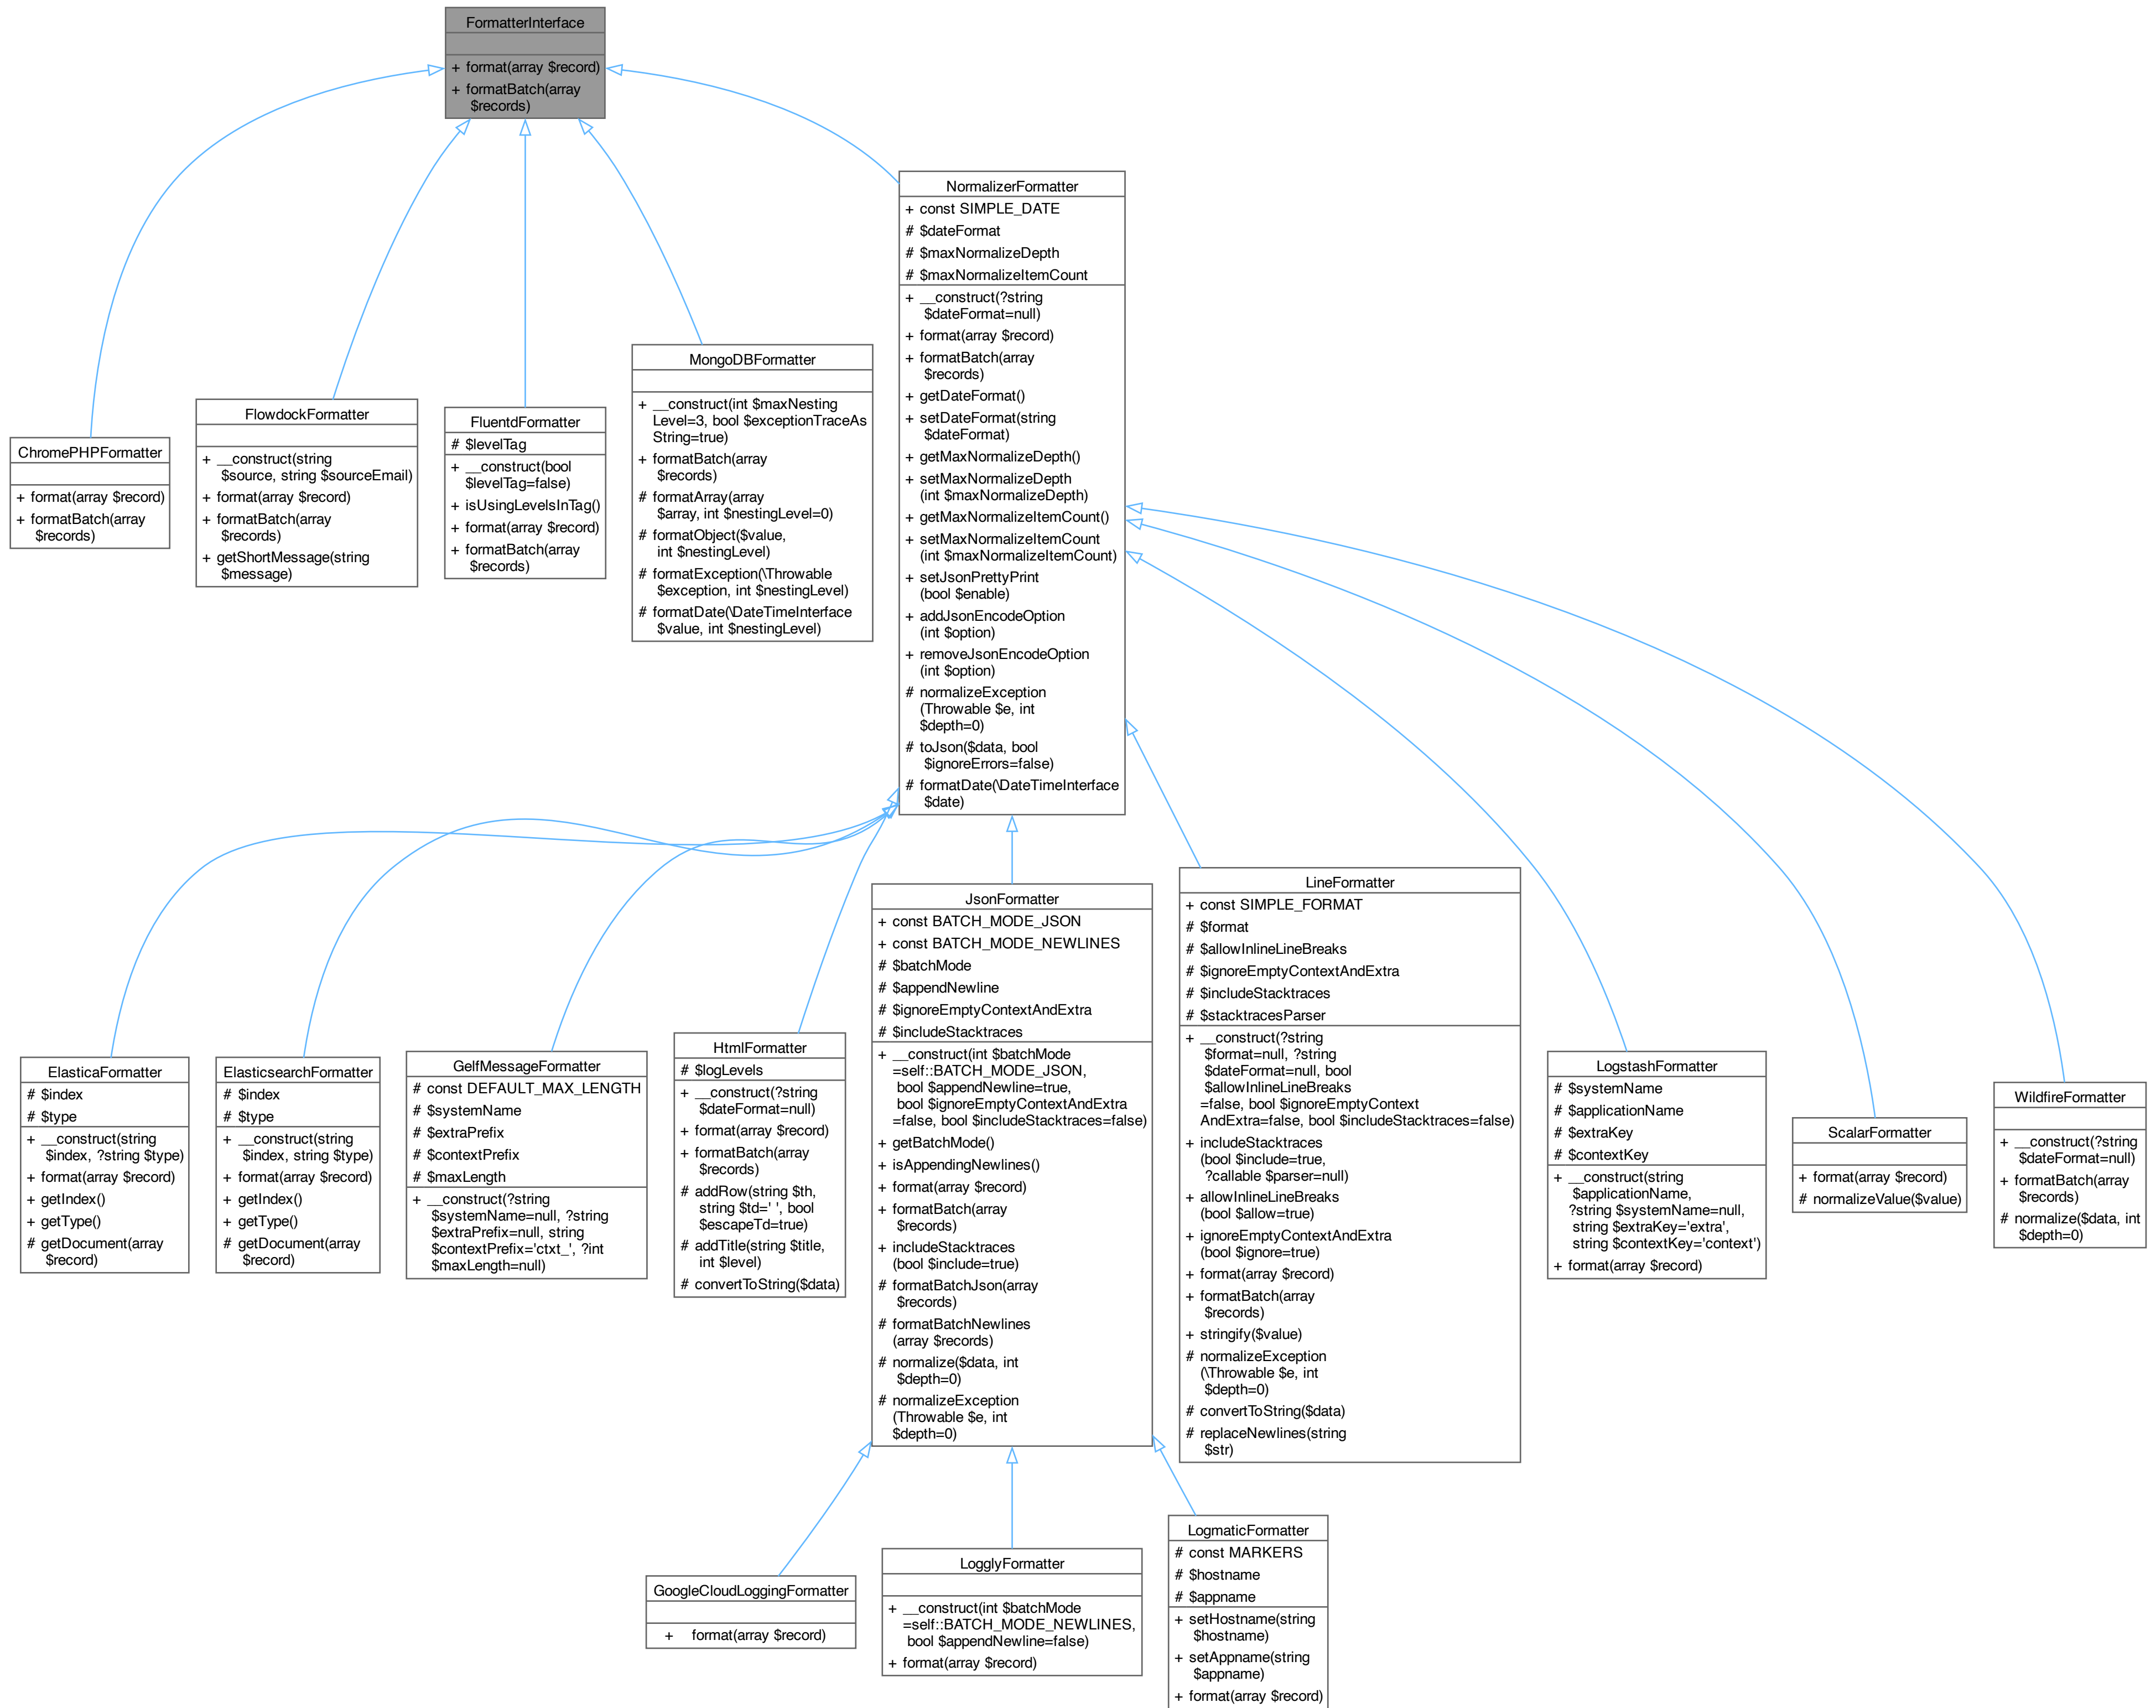 FormatterInterface
+ format(array $record)
+ formatBatch(array
$records)
NormalizerFormatter
+ const SIMPLE_DATE
# $dateFormat
# $maxNormalizeDepth
# $maxNormalizeItemCount
+ __construct(?string
$dateFormat=null)
+ format(array $record)
+ formatBatch(array
$records)
+ getDateFormat()
+ setDateFormat(string
$dateFormat)
+ getMaxNormalizeDepth()
+ setMaxNormalizeDepth
(int $maxNormalizeDepth)
+ getMaxNormalizeItemCount()
+ setMaxNormalizeItemCount
(int $maxNormalizeItemCount)
+ setJsonPrettyPrint
(bool $enable)
+ addJsonEncodeOption
(int $option)
+ removeJsonEncodeOption
(int $option)
# normalizeException
(Throwable $e, int
$depth=0)
# toJson($data, bool
$ignoreErrors=false)
# formatDate(\DateTimeInterface
$date)
MongoDBFormatter
+ __construct(int $maxNesting
Level=3, bool $exceptionTraceAs
String=true)
+ formatBatch(array
$records)
# formatArray(array
$array, int $nestingLevel=0)
# formatObject($value,
int $nestingLevel)
# formatException(\Throwable
$exception, int $nestingLevel)
# formatDate(\DateTimeInterface
$value, int $nestingLevel)
FlowdockFormatter
+ __construct(string
$source, string $sourceEmail)
+ format(array $record)
+ formatBatch(array
$records)
+ getShortMessage(string
$message)
FluentdFormatter
# $levelTag
+ __construct(bool
$levelTag=false)
+ isUsingLevelsInTag()
+ format(array $record)
+ formatBatch(array
$records)
ChromePHPFormatter
+ format(array $record)
+ formatBatch(array
$records)
LineFormatter
+ const SIMPLE_FORMAT
# $format
# $allowInlineLineBreaks
# $ignoreEmptyContextAndExtra
# $includeStacktraces
# $stacktracesParser
+ __construct(?string
$format=null, ?string
$dateFormat=null, bool
$allowInlineLineBreaks
=false, bool $ignoreEmptyContext
AndExtra=false, bool $includeStacktraces=false)
+ includeStacktraces
(bool $include=true,
?callable $parser=null)
+ allowInlineLineBreaks
(bool $allow=true)
+ ignoreEmptyContextAndExtra
(bool $ignore=true)
+ format(array $record)
+ formatBatch(array
$records)
+ stringify($value)
# normalizeException
(\Throwable $e, int
$depth=0)
# convertToString($data)
# replaceNewlines(string
$str)
JsonFormatter
+ const BATCH_MODE_JSON
+ const BATCH_MODE_NEWLINES
# $batchMode
# $appendNewline
# $ignoreEmptyContextAndExtra
# $includeStacktraces
+ __construct(int $batchMode
=self::BATCH_MODE_JSON,
bool $appendNewline=true,
bool $ignoreEmptyContextAndExtra
=false, bool $includeStacktraces=false)
+ getBatchMode()
+ isAppendingNewlines()
+ format(array $record)
+ formatBatch(array
$records)
+ includeStacktraces
(bool $include=true)
# formatBatchJson(array
$records)
# formatBatchNewlines
(array $records)
# normalize($data, int
$depth=0)
# normalizeException
(Throwable $e, int
$depth=0)
HtmlFormatter
# $logLevels
+ __construct(?string
$dateFormat=null)
+ format(array $record)
+ formatBatch(array
$records)
# addRow(string $th,
string $td=' ', bool
$escapeTd=true)
# addTitle(string $title,
int $level)
# convertToString($data)
GelfMessageFormatter
# const DEFAULT_MAX_LENGTH
# $systemName
# $extraPrefix
# $contextPrefix
# $maxLength
+ __construct(?string
$systemName=null, ?string
$extraPrefix=null, string
$contextPrefix='ctxt_', ?int
$maxLength=null)
ElasticaFormatter
# $index
# $type
+ __construct(string
$index, ?string $type)
+ format(array $record)
+ getIndex()
+ getType()
# getDocument(array
$record)
ElasticsearchFormatter
# $index
# $type
+ __construct(string
$index, string $type)
+ format(array $record)
+ getIndex()
+ getType()
# getDocument(array
$record)
LogstashFormatter
# $systemName
# $applicationName
# $extraKey
# $contextKey
+ __construct(string
$applicationName,
?string $systemName=null,
string $extraKey='extra',
string $contextKey='context')
+ format(array $record)
ScalarFormatter
+ format(array $record)
# normalizeValue($value)
WildfireFormatter
+ __construct(?string
$dateFormat=null)
+ formatBatch(array
$records)
# normalize($data, int
$depth=0)
GoogleCloudLoggingFormatter
+ format(array $record)
LogglyFormatter
+ __construct(int $batchMode
=self::BATCH_MODE_NEWLINES,
bool $appendNewline=false)
+ format(array $record)
LogmaticFormatter
# const MARKERS
# $hostname
# $appname
+ setHostname(string
$hostname)
+ setAppname(string
$appname)
+ format(array $record)